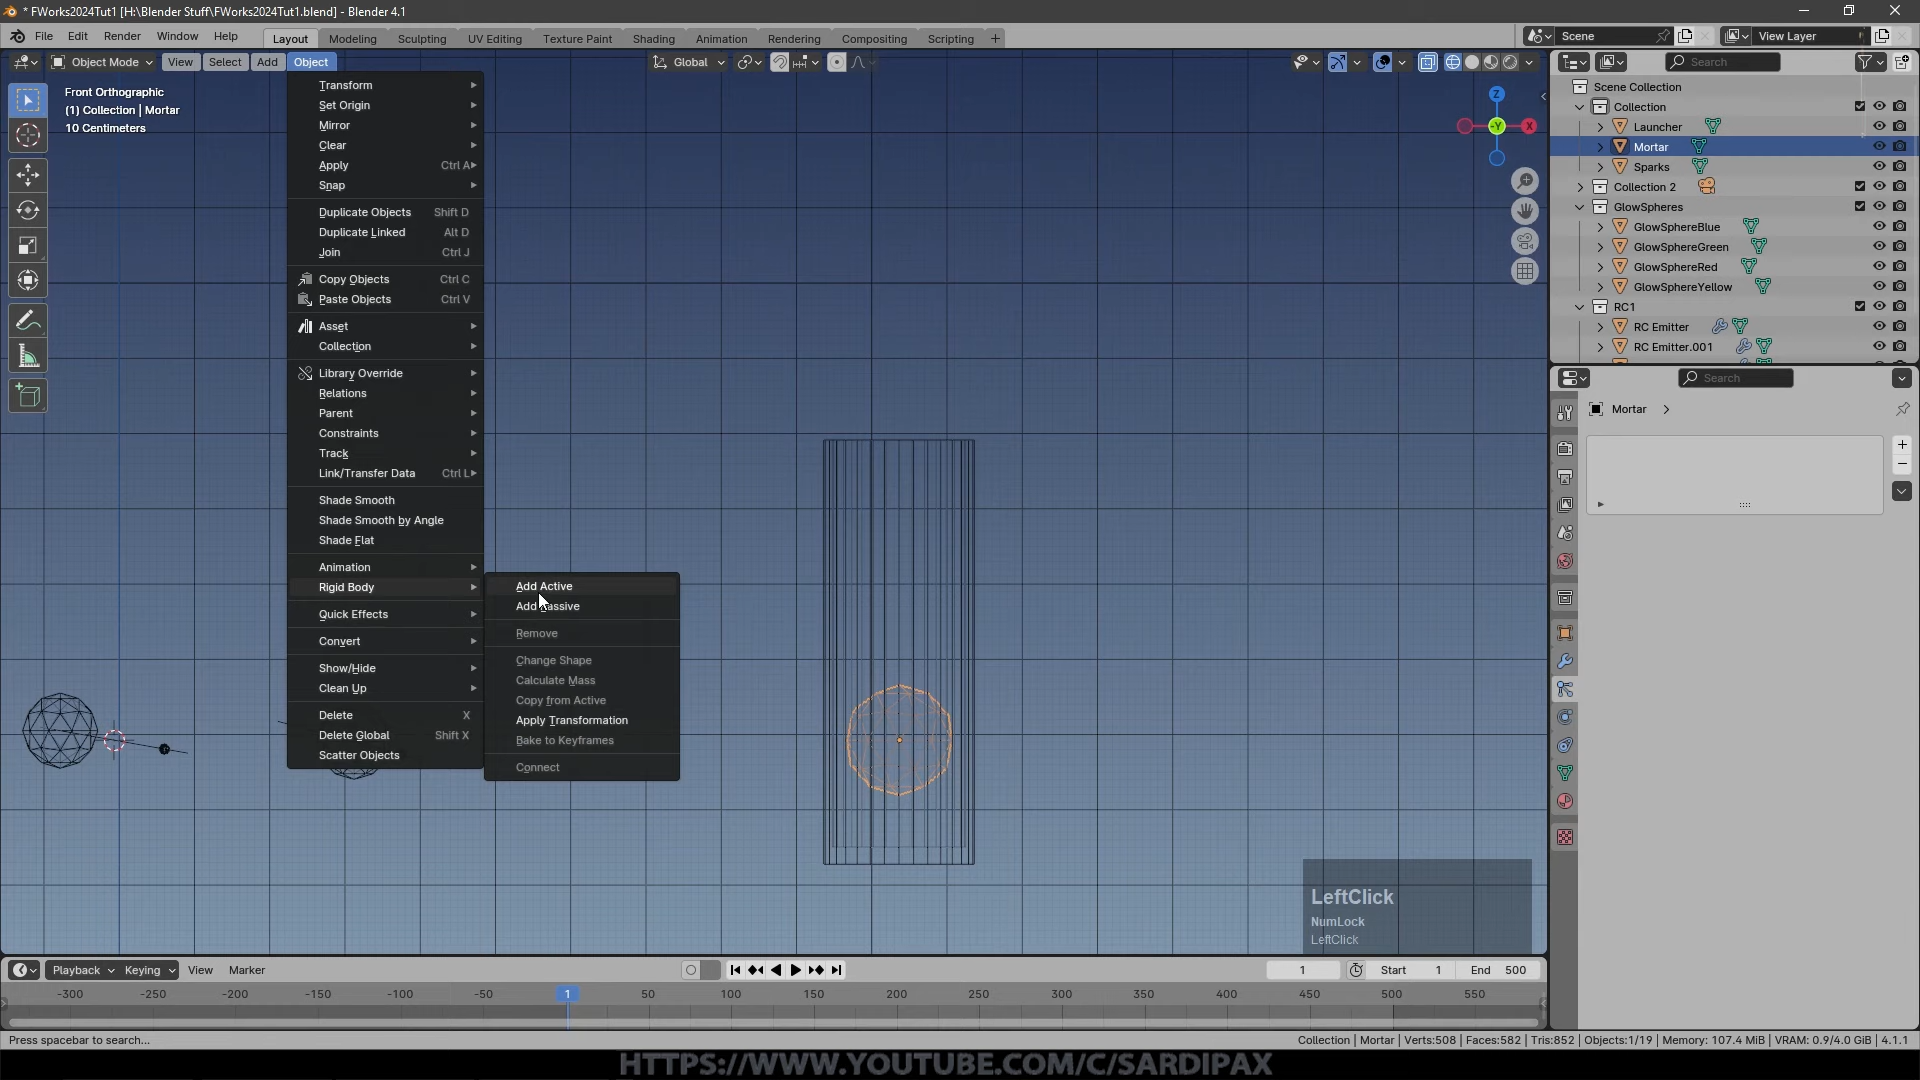 * FWorks2024Tut1 [H:\Blender Stuff\FWorks2024Tut1.blend] - Blender 4.1
File Edit Render Window Help Layout Modeling Sculpting UV Editing Texture Paint Shading Animation Rendering Compositing Scripting + Scene View Layer
Object Mode View Select Add Object Global Search
Front Orthographic
(1) Collection | Mortar
10 Centimeters
Transform
Set Origin
Mirror
Clear
Apply Ctrl A
Snap
Duplicate Objects Shift D
Duplicate Linked Alt D
Join Ctrl J
Copy Objects Ctrl C
Paste Objects Ctrl V
Asset
Collection
Library Override
Relations
Parent
Constraints
Track
Link/Transfer Data Ctrl L
Shade Smooth
Shade Smooth by Angle
Shade Flat
Animation
Rigid Body
Quick Effects
Convert
Show/Hide
Clean Up
Delete X
Delete Global Shift X
Scatter Objects
Add Active
Add Passive
Remove
Change Shape
Calculate Mass
Copy from Active
Apply Transformation
Bake to Keyframes
Connect
Z
-Y
X
Scene Collection
Collection
Launcher
Mortar
Sparks
Collection 2
GlowSpheres
GlowSphereBlue
GlowSphereGreen
GlowSphereRed
GlowSphereYellow
RC1
RC Emitter
RC Emitter.001
Search
Mortar
LeftClick
NumLock
LeftClick
Playback Keying View Marker 1 Start 1 End 500
-300 -250 -200 -150 -100 -50 1 50 100 150 200 250 300 350 400 450 500 550
Press spacebar to search...
Collection | Mortar | Verts:508 | Faces:582 | Tris:852 | Objects:1/19 | Memory: 107.4 MiB | VRAM: 0.9/4.0 GiB | 4.1.1
HTTPS://WWW.YOUTUBE.COM/C/SARDIPAX